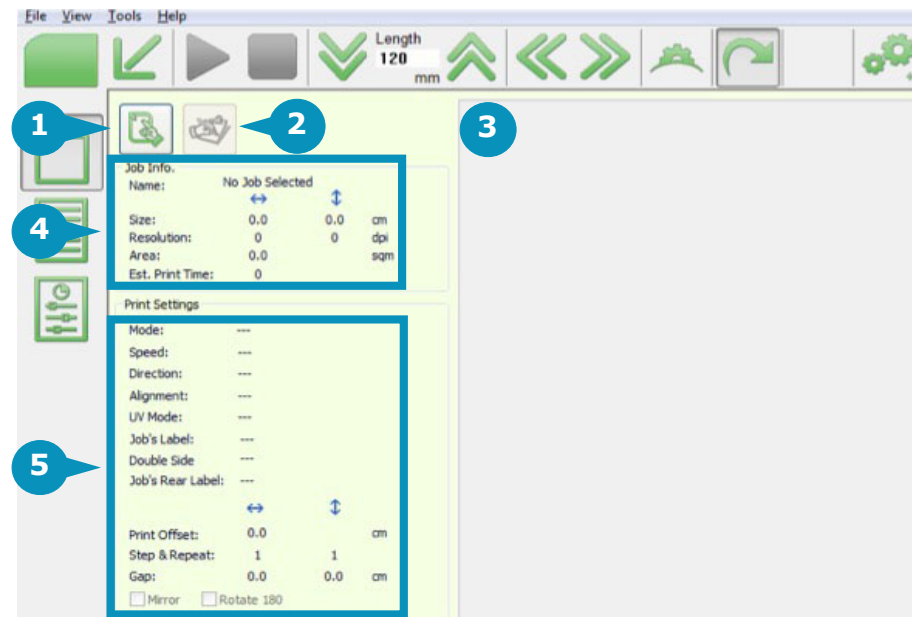 File View Tools Help
Length
120
mm
1
2
3
4
5
Job Info.
Name: No Job Selected
Size: 0.0 0.0 cm
Resolution: 0 0 dpi
Area: 0.0 sqm
Est. Print Time: 0
Print Settings
Mode: ---
Speed: ---
Direction: ---
Alignment: ---
UV Mode: ---
Job's Label: ---
Double Side ---
Job's Rear Label: ---
Print Offset: 0.0 cm
Step & Repeat: 1 1
Gap: 0.0 0.0 cm
Mirror Rotate 180